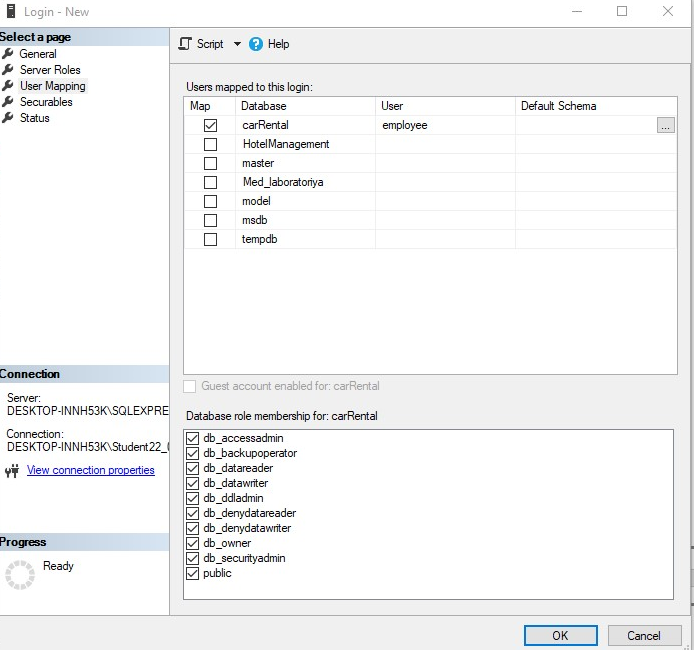 Login - New
Select a page
General
Server Roles
User Mapping
Securables
Status
Script
Help
Users mapped to this login:
Map Database User Default Schema
carRental employee ...
HotelManagement
master
Med_laboratoriya
model
msdb
tempdb
Guest account enabled for: carRental
Database role membership for: carRental
db_accessadmin
db_backupoperator
db_datareader
db_datawriter
db_ddladmin
db_denydatareader
db_denydatawriter
db_owner
db_securityadmin
public
Connection
Server:
DESKTOP-INNH53K\SQLEXPRE
Connection:
DESKTOP-INNH53K\Student22_
View connection properties
Progress
Ready
OK Cancel